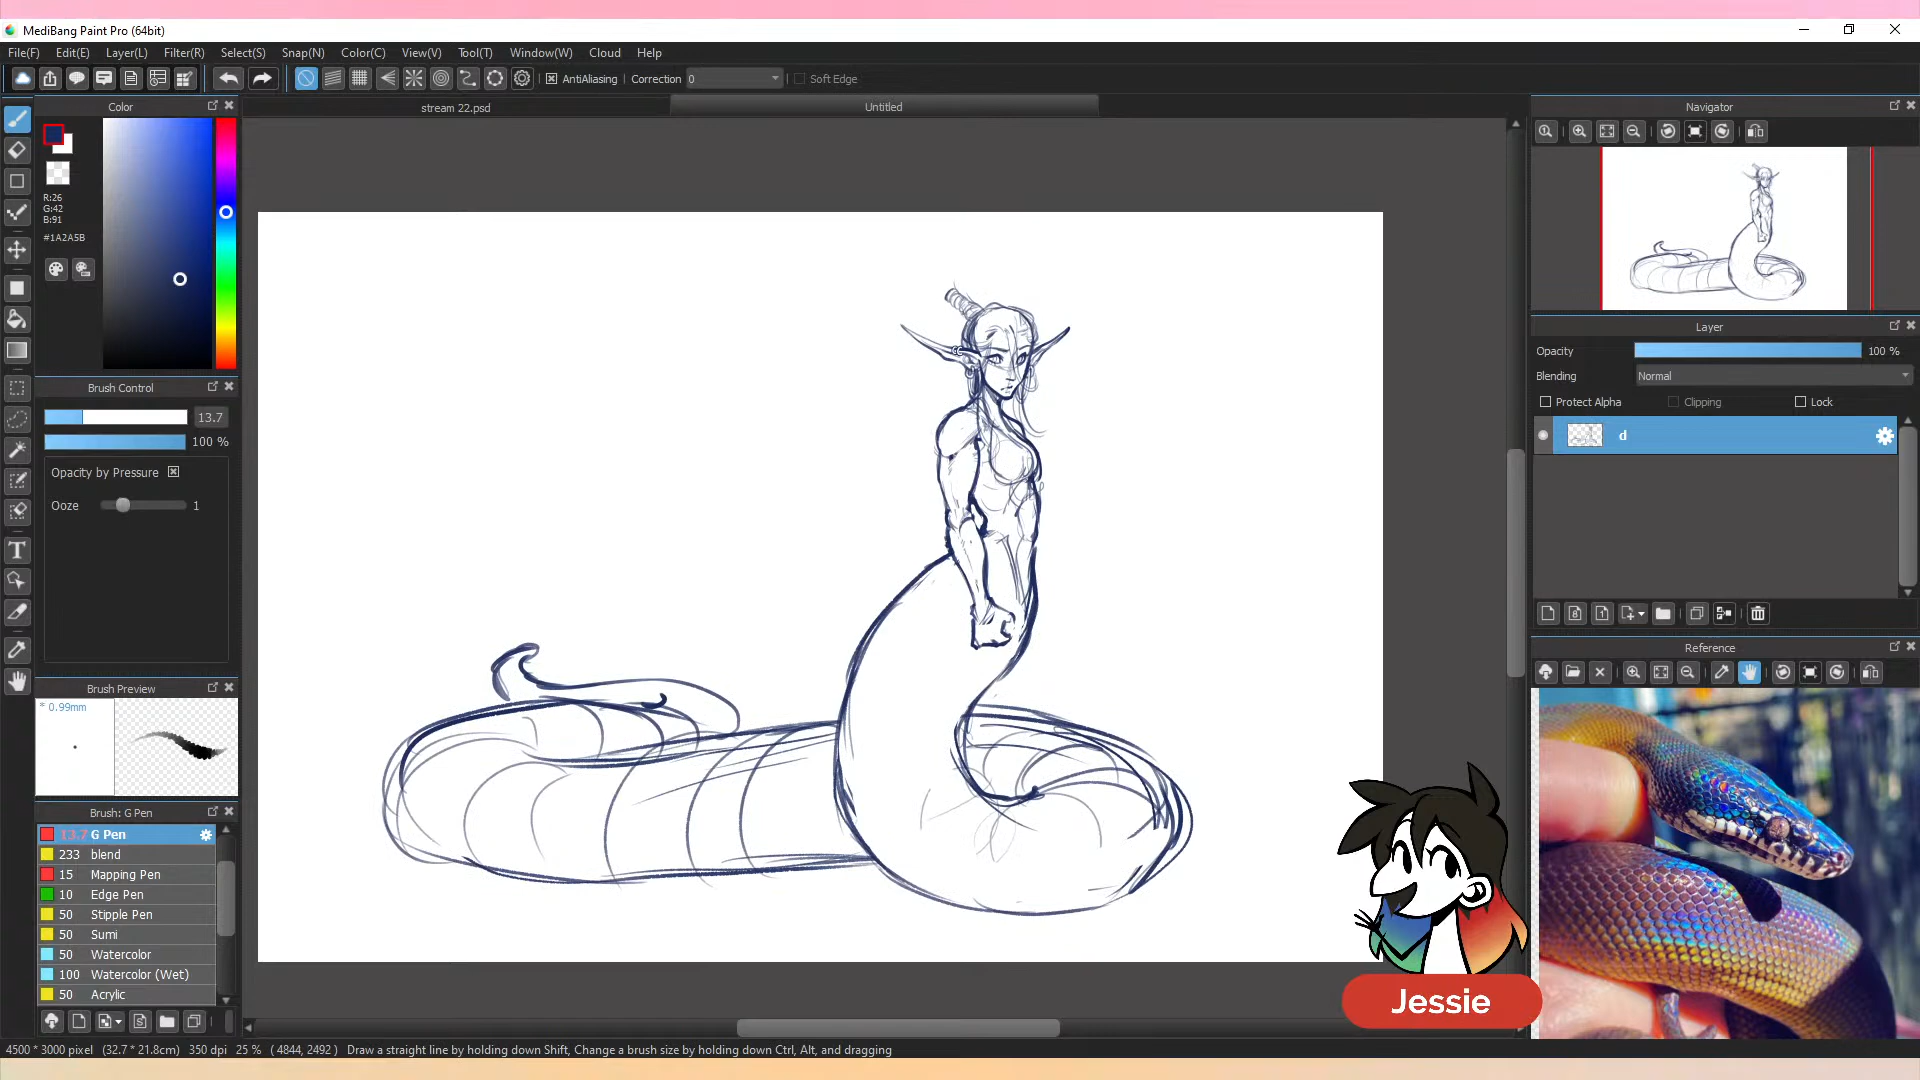 MediBang Paint Pro (64bit)
File(F) Edit(E) Layer(L) Filter(R) Select(S) Snap(N) Color(C) View(V) Tool(T) Window(W) Cloud Help
AntiAliasing Correction 0 Soft Edge
Color
stream 22.psd
Untitled
Navigator
R:26
G:42
B:91
#1A2A5B
Layer
Opacity 100 %
Blending Normal
Protect Alpha Clipping Lock
d
Brush Control
13.7
100 %
Opacity by Pressure
Ooze 1
Reference
Brush Preview
* 0.99mm
Brush: G Pen
13.7 G Pen
233 blend
15 Mapping Pen
10 Edge Pen
50 Stipple Pen
50 Sumi
50 Watercolor
100 Watercolor (Wet)
50 Acrylic
Jessie
4500 * 3000 pixel (32.7 * 21.8cm) 350 dpi 25 % ( 4844, 2492 ) Draw a straight line by holding down Shift, Change a brush size by holding down Ctrl, Alt, and dragging